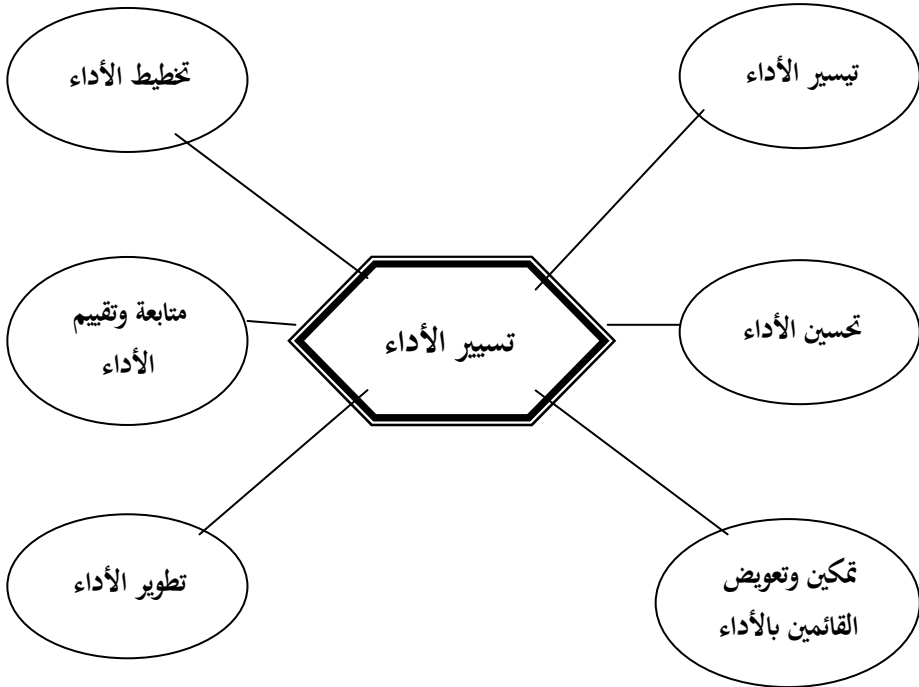 تيسير الأداء
تخطيط الأداء
تسيير الأداء
تحسين الأداء
متابعة وتقييم
الأداء
تمكين وتعويض
القائمين بالأداء
تطوير الأداء